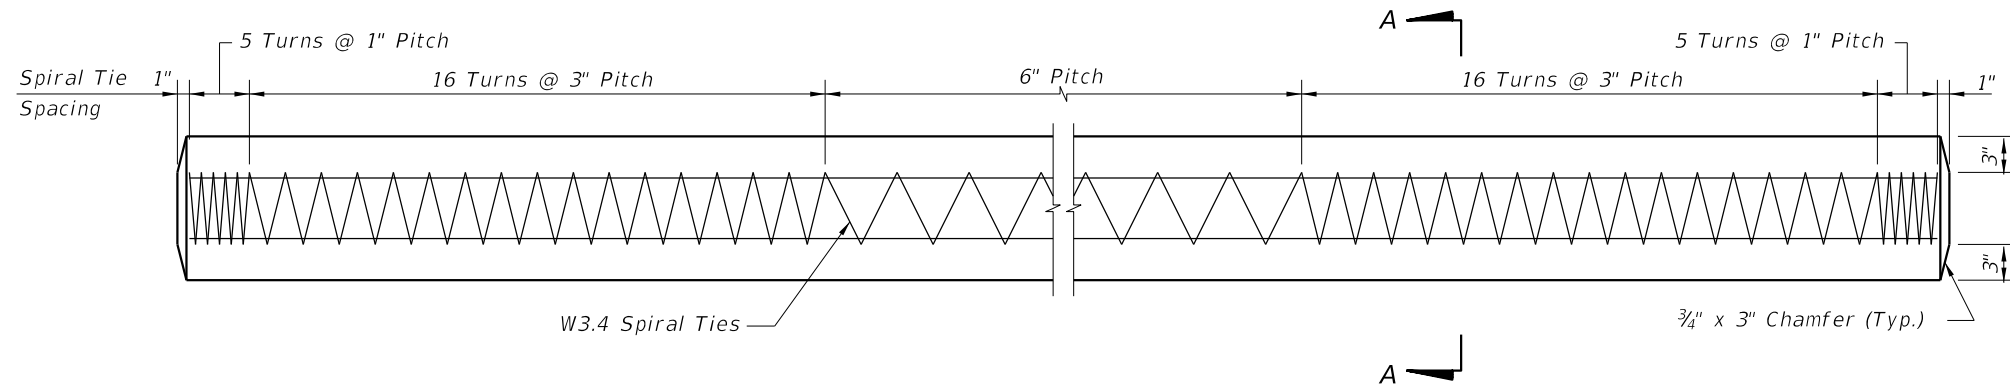 A
5 Turns @ 1" Pitch
5 Turns @ 1" Pitch
Spiral Tie
Spacing
1"
16 Turns @ 3" Pitch
6" Pitch
16 Turns @ 3" Pitch
1"
3"
3"
W3.4 Spiral Ties
¾" x 3" Chamfer (Typ.)
A